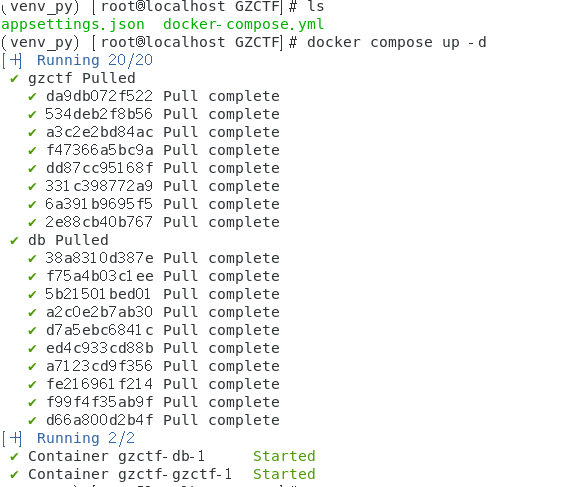 (venv_py) [root@localhost GZCTF]# ls
appsettings.json  docker-compose.yml
(venv_py) [root@localhost GZCTF]# docker compose up -d
[+] Running 20/20
 ✔ gzctf Pulled
   ✔ da9db072f522 Pull complete
   ✔ 534deb2f8b56 Pull complete
   ✔ a3c2e2bd84ac Pull complete
   ✔ f47366a5bc9a Pull complete
   ✔ dd87cc95168f Pull complete
   ✔ 331c398772a9 Pull complete
   ✔ 6a391b9695f5 Pull complete
   ✔ 2e88cb40b767 Pull complete
 ✔ db Pulled
   ✔ 38a8310d387e Pull complete
   ✔ f75a4b03c1ee Pull complete
   ✔ 5b21501bed01 Pull complete
   ✔ a2c0e2b7ab30 Pull complete
   ✔ d7a5ebc6841c Pull complete
   ✔ ed4c933cd88b Pull complete
   ✔ a7123cd9f356 Pull complete
   ✔ fe216961f214 Pull complete
   ✔ f99f4f35ab9f Pull complete
   ✔ d66a800d2b4f Pull complete
[+] Running 2/2
 ✔ Container gzctf-db-1     Started
 ✔ Container gzctf-gzctf-1  Started